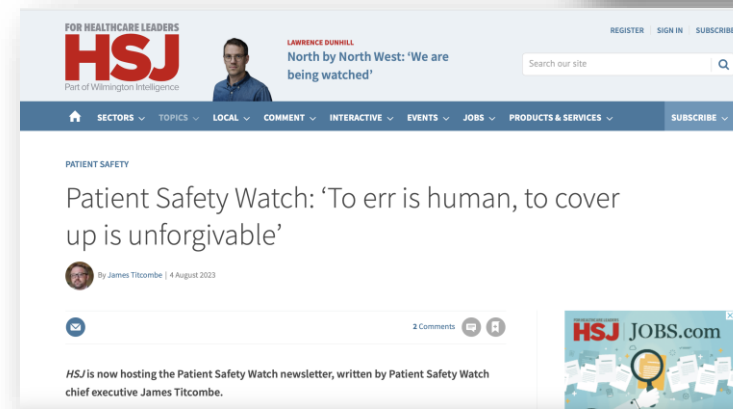 FOR HEALTHCARE LEADERS
HSJ
Part of Wilmington Intelligence
LAWRENCE DUNHILL
North by North West: ‘We are
being watched’
REGISTER | SIGN IN | SUBSCRIBE
Search our site
SECTORS TOPICS LOCAL COMMENT INTERACTIVE EVENTS JOBS PRODUCTS & SERVICES SUBSCRIBE
PATIENT SAFETY
Patient Safety Watch: ‘To err is human, to cover
up is unforgivable’
By James Titcombe | 4 August 2023
2 Comments
HSJ is now hosting the Patient Safety Watch newsletter, written by Patient Safety Watch
chief executive James Titcombe.
FOR HEALTHCARE LEADERS
HSJ JOBS.com